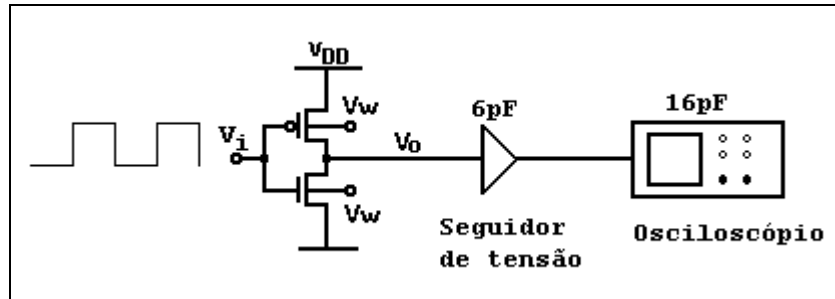 VDD
Vw
6pF
16pF
Vi
Vo
Vw
Seguidor
de tensão
Osciloscópio